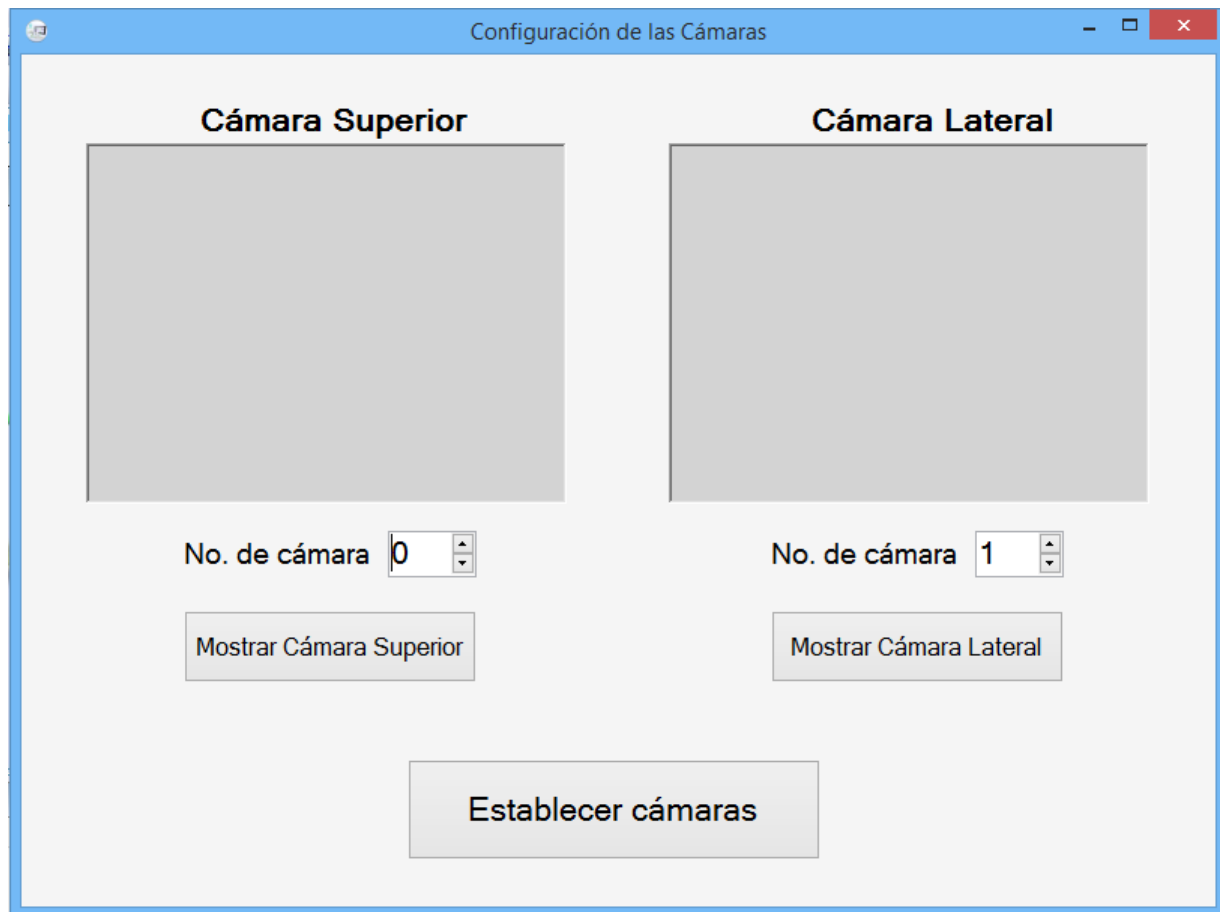 Configuración de las Cámaras
Cámara Superior
Cámara Lateral
No. de cámara 0
No. de cámara 1
Mostrar Cámara Superior
Mostrar Cámara Lateral
Establecer cámaras